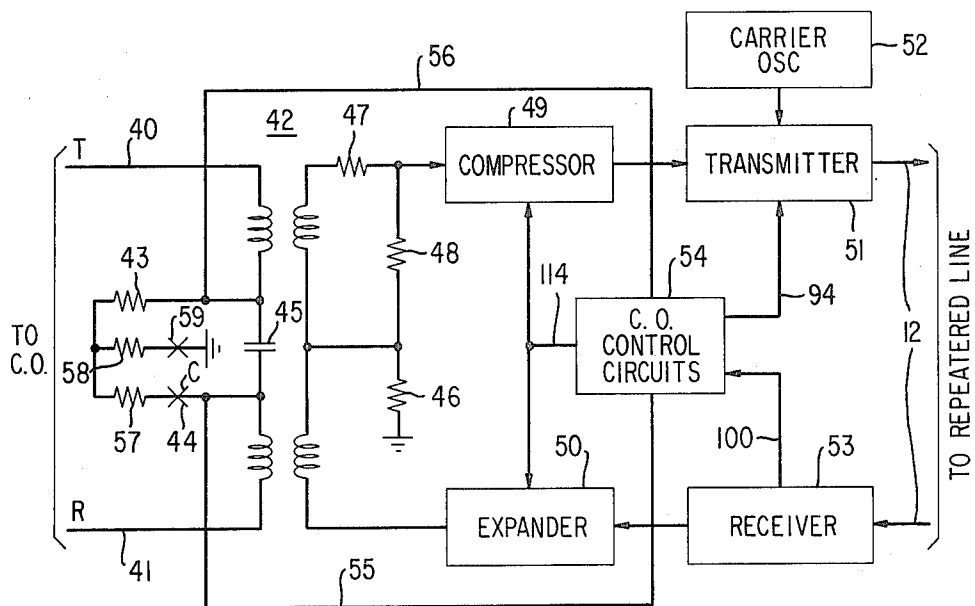 56
CARRIER
OSC
52
42
47
49
T
40
COMPRESSOR
TRANSMITTER
12
51
43
48
114
54
59
45
94
TO
C.O.
C. O.
CONTROL
CIRCUITS
12
58
C
46
57
44
50
100
53
R
EXPANDER
RECEIVER
41
55
TO REPEATERED LINE